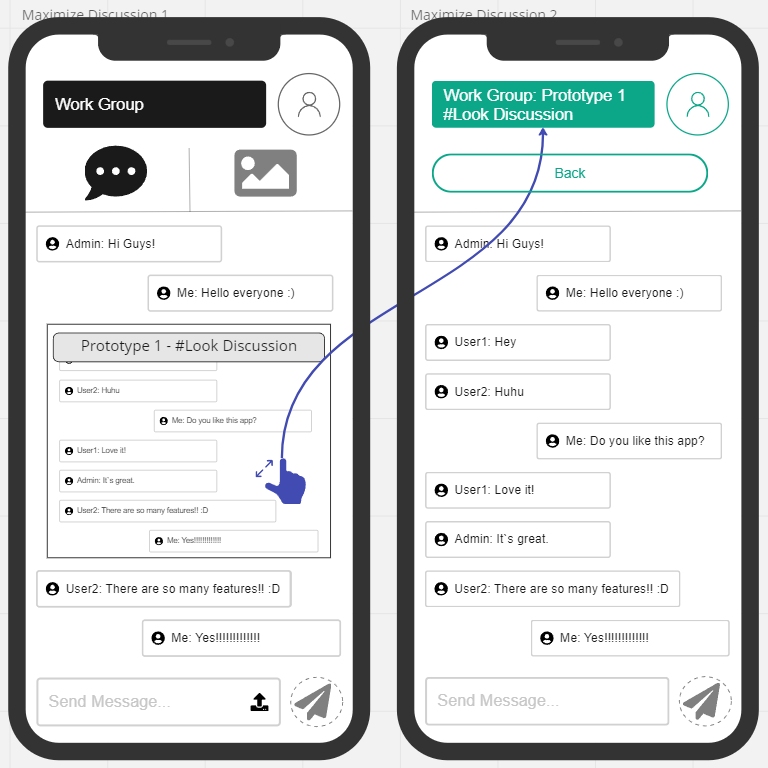 Maximize Discussion 1
Work Group
Admin: Hi Guys!
Me: Hello everyone :)
Prototype 1 - #Look Discussion
User2: Huhu
Me: Do you like this app?
User1: Love it!
Admin: It`s great.
User2: There are so many features!! :D
Me: Yes!!!!!!!!!!!!!
User2: There are so many features!! :D
Me: Yes!!!!!!!!!!!!!
Send Message...
Maximize Discussion 2
Work Group: Prototype 1
#Look Discussion
Back
Admin: Hi Guys!
Me: Hello everyone :)
User1: Hey
User2: Huhu
Me: Do you like this app?
User1: Love it!
Admin: It`s great.
User2: There are so many features!! :D
Me: Yes!!!!!!!!!!!!!
Send Message...